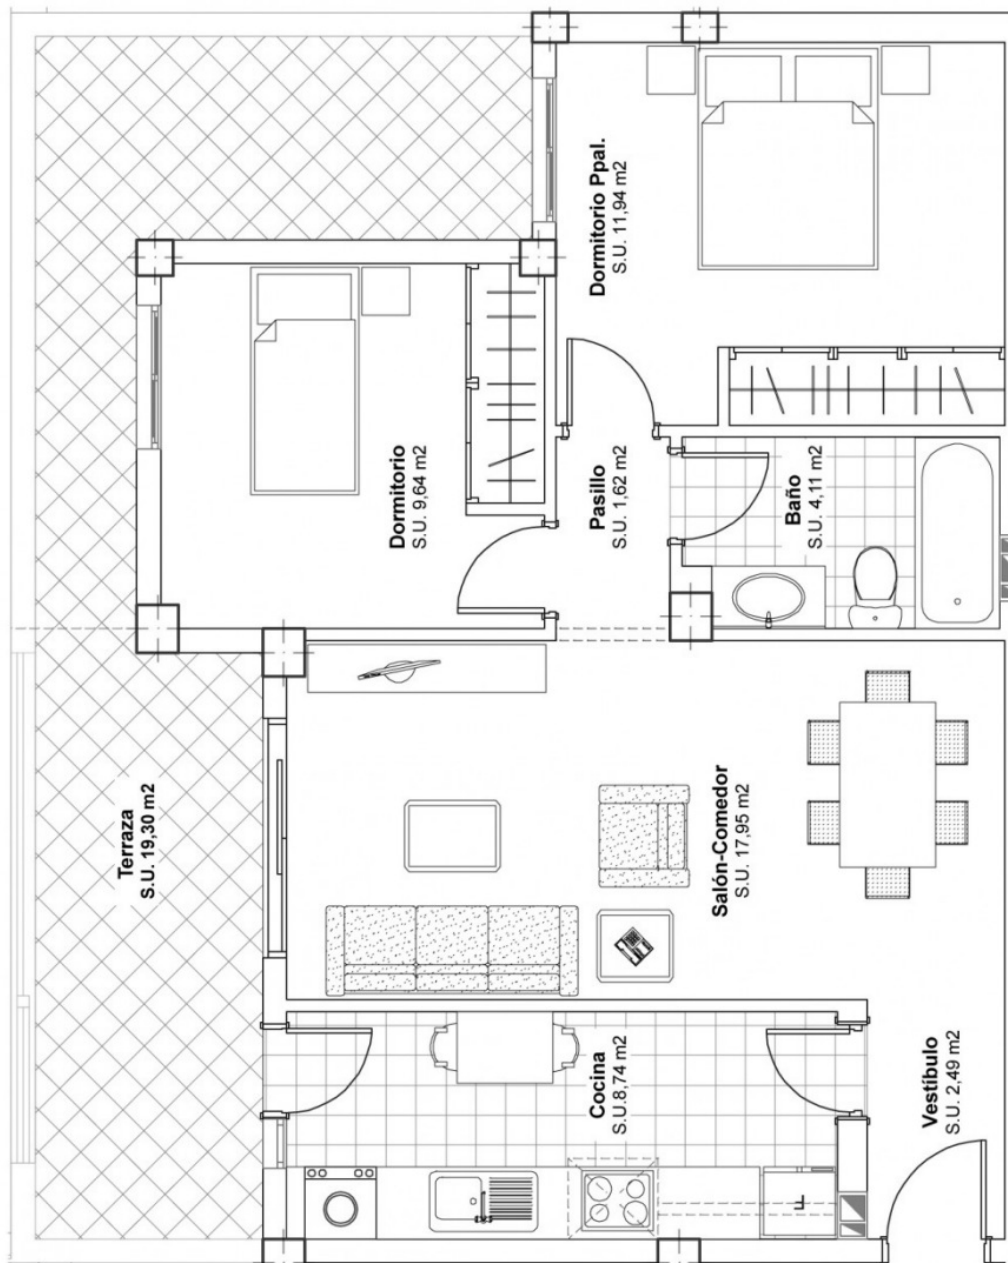 Dormitorio Ppal.
S.U. 11,94 m2
Dormitorio
S.U. 9,64 m2
Pasillo
S.U. 1,62 m2
Baño
S.U. 4,11 m2
Terraza
S.U. 19,30 m2
Salón-Comedor
S.U. 17,95 m2
Cocina
S.U.8,74 m2
Vestíbulo
S.U. 2,49 m2
F